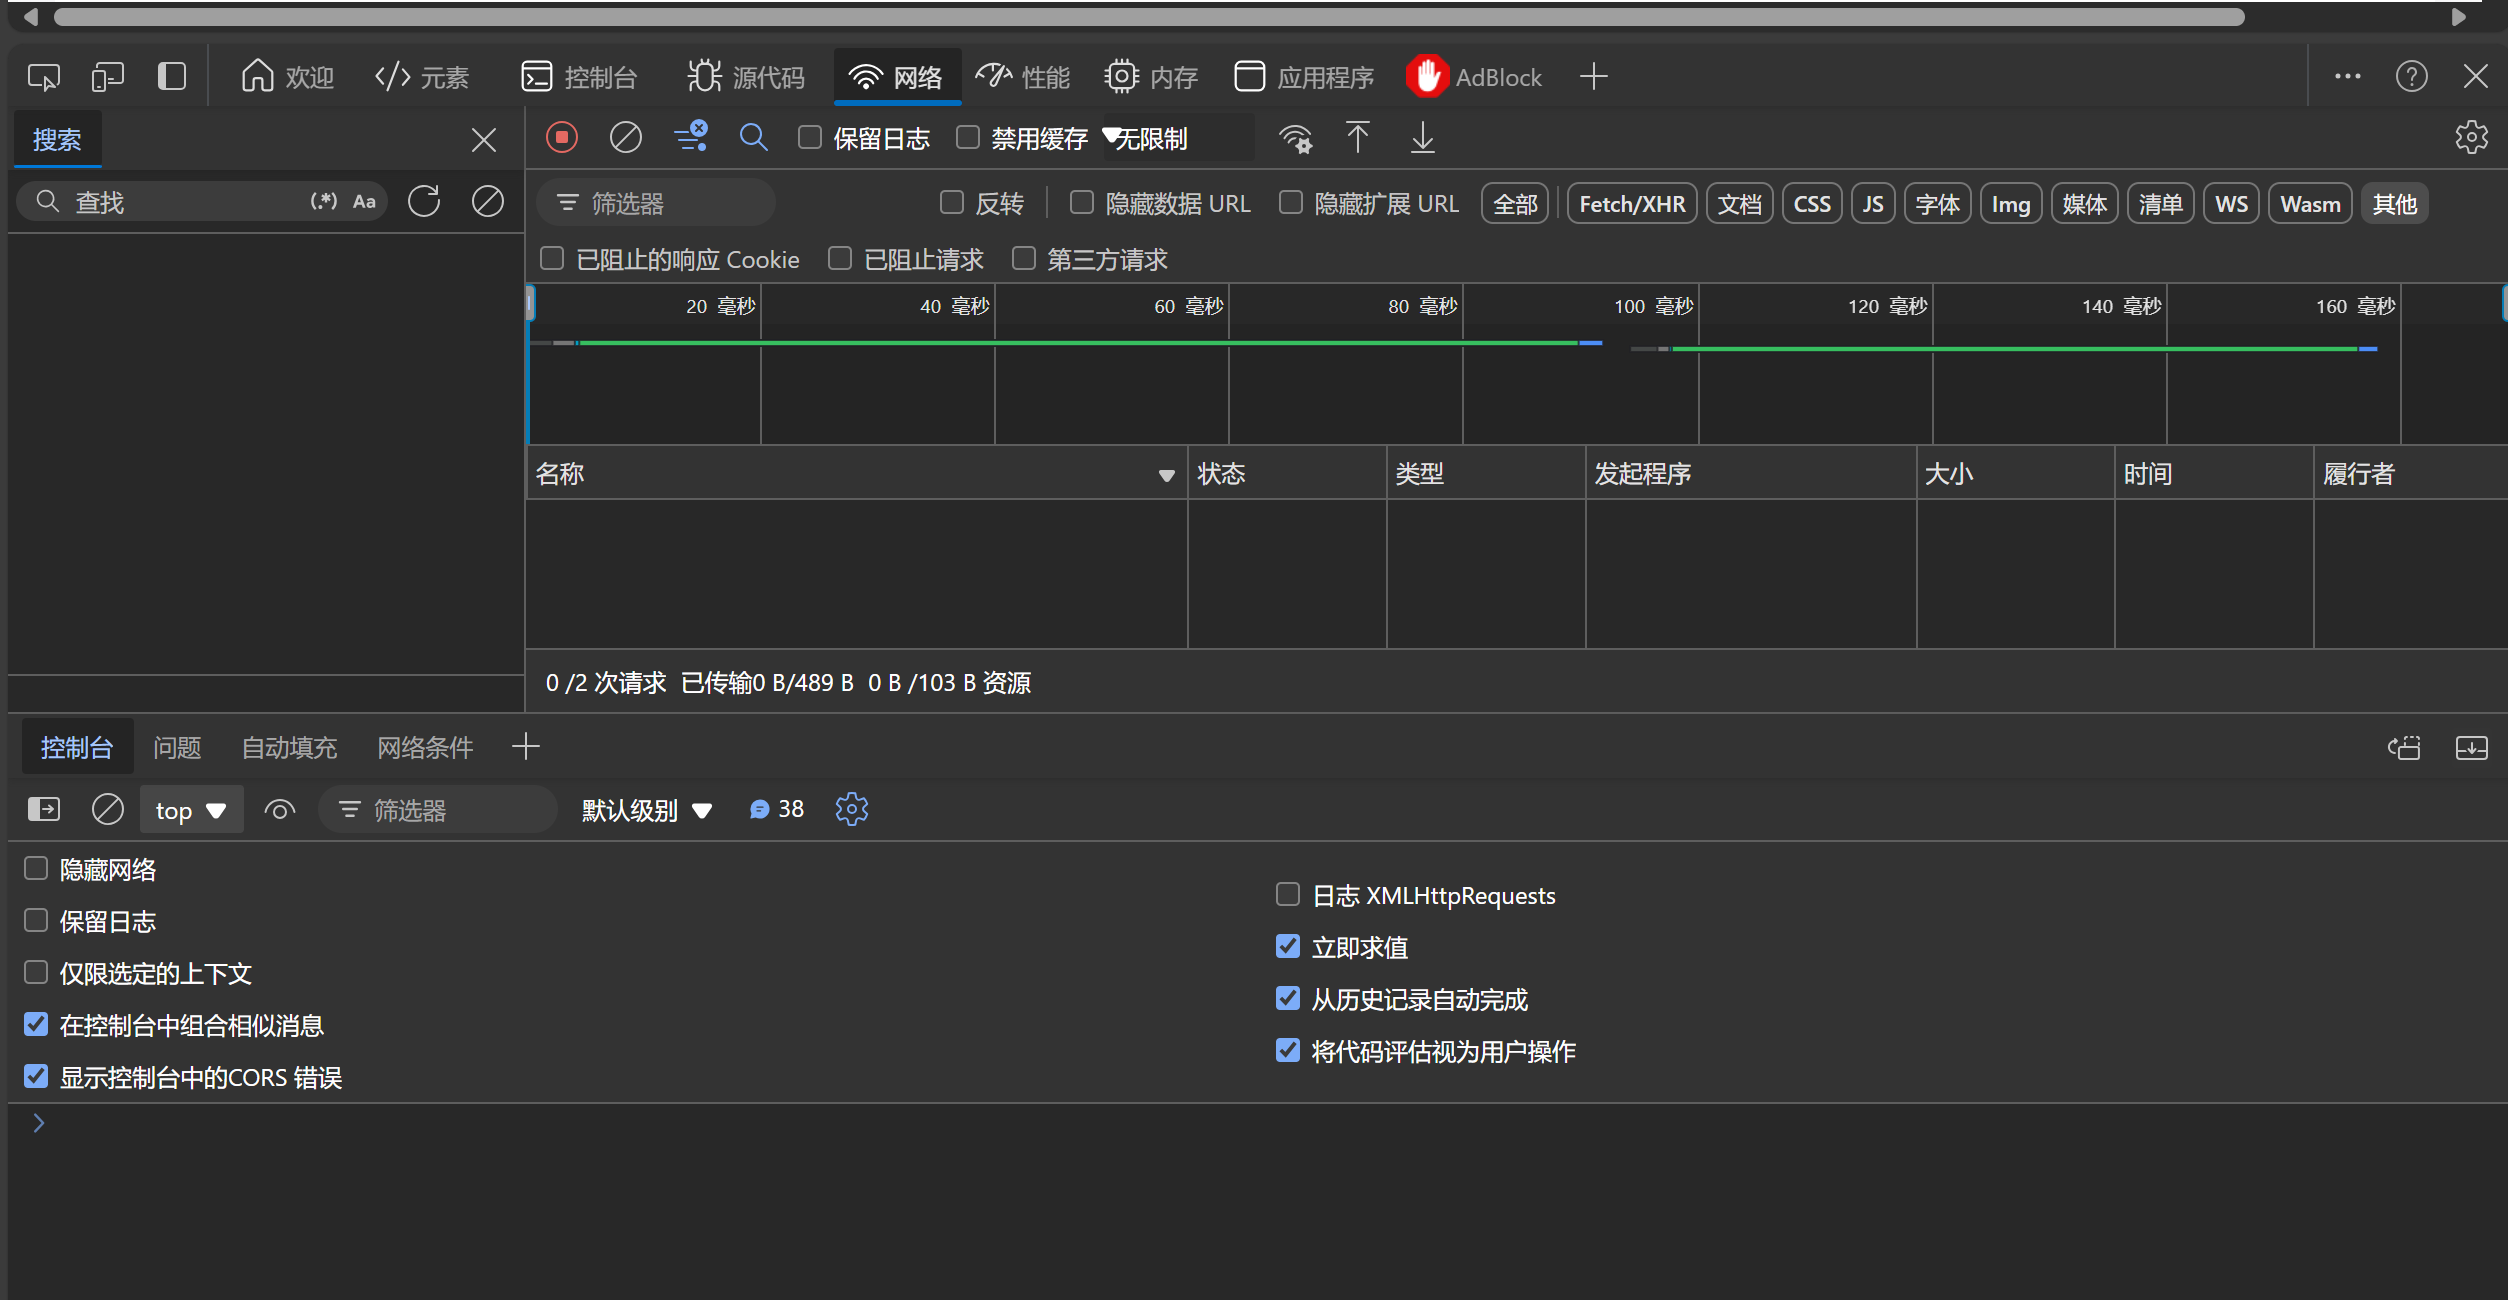 欢迎 元素 控制台 源代码 网络 性能 内存 应用程序 AdBlock
搜索
保留日志 禁用缓存 无限制
查找 (.*) Aa
筛选器 反转 隐藏数据 URL 隐藏扩展 URL 全部 Fetch/XHR 文档 CSS JS 字体 Img 媒体 清单 WS Wasm 其他
已阻止的响应 Cookie 已阻止请求 第三方请求
20 毫秒 40 毫秒 60 毫秒 80 毫秒 100 毫秒 120 毫秒 140 毫秒 160 毫秒
名称 状态 类型 发起程序 大小 时间 履行者
0 /2 次请求 已传输0 B/489 B 0 B /103 B 资源
控制台 问题 自动填充 网络条件
top 筛选器 默认级别 38
隐藏网络
保留日志
仅限选定的上下文
在控制台中组合相似消息
显示控制台中的CORS 错误
日志 XMLHttpRequests
立即求值
从历史记录自动完成
将代码评估视为用户操作